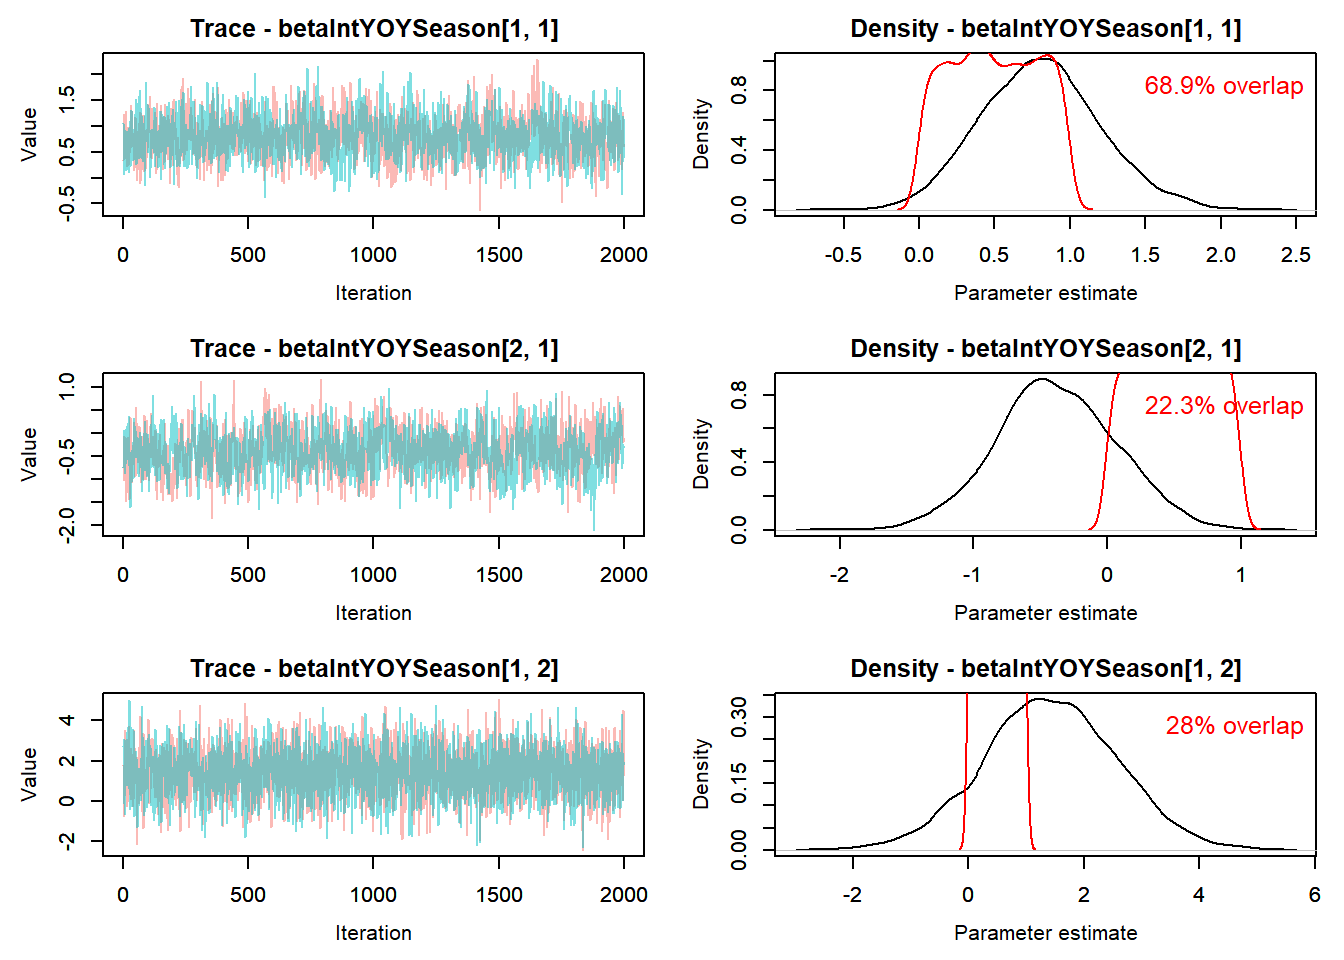 Trace - betaIntYOYSeason[1, 1]
Value
-0.5 0.5 1.5
0 500 1000 1500 2000
Iteration
Density - betaIntYOYSeason[1, 1]
Density
0.0 0.4 0.8
68.9% overlap
-0.5 0.0 0.5 1.0 1.5 2.0 2.5
Parameter estimate
Trace - betaIntYOYSeason[2, 1]
Value
-2.0 -0.5 1.0
0 500 1000 1500 2000
Iteration
Density - betaIntYOYSeason[2, 1]
Density
0.0 0.4 0.8
22.3% overlap
-2 -1 0 1
Parameter estimate
Trace - betaIntYOYSeason[1, 2]
Value
-2 0 2 4
0 500 1000 1500 2000
Iteration
Density - betaIntYOYSeason[1, 2]
Density
0.00 0.15 0.30
28% overlap
-2 0 2 4 6
Parameter estimate